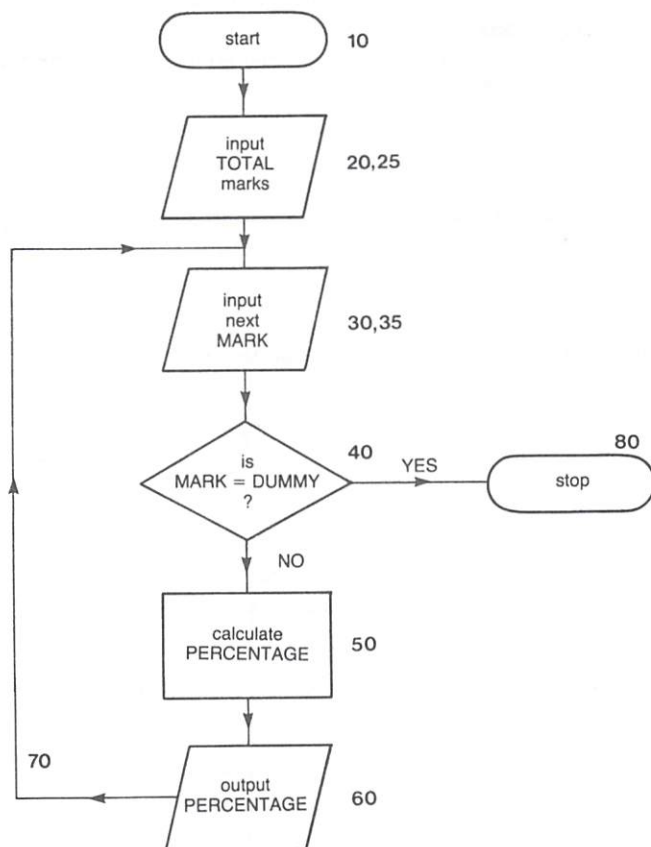 start 10
input
TOTAL 20,25
marks
input
next 30,35
MARK
is 40 80
MARK = DUMMY YES stop
?
NO
calculate
PERCENTAGE 50
70
output
PERCENTAGE 60